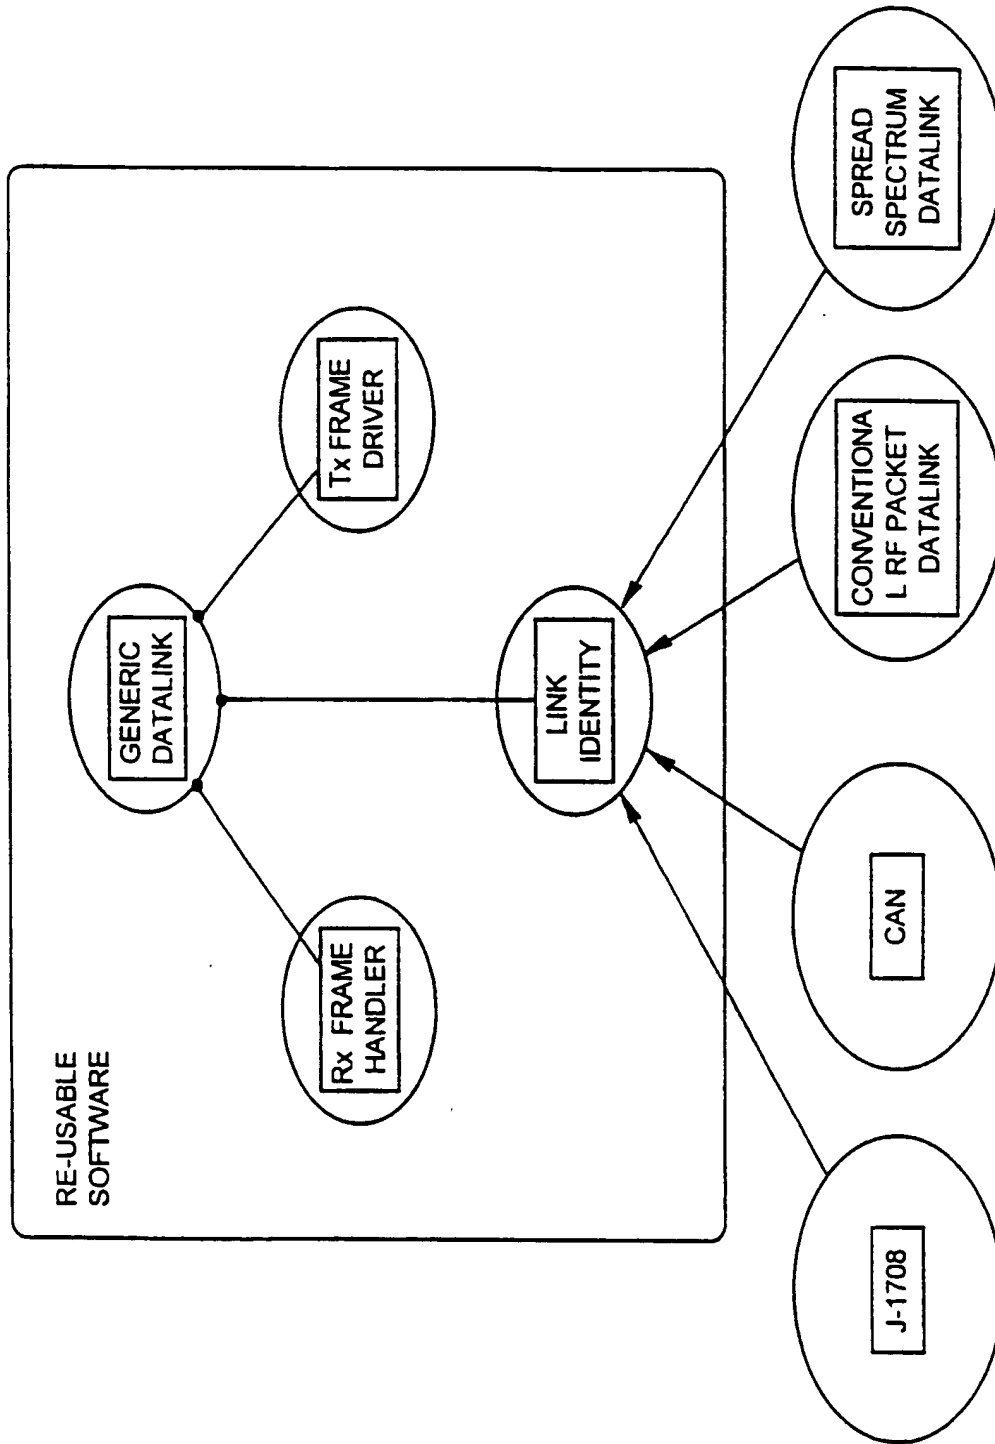 RE-USABLE
SOFTWARE
GENERIC
DATALINK
Rx FRAME
HANDLER
Tx FRAME
DRIVER
LINK
IDENTITY
J-1708
CAN
CONVENTIONA
L RF PACKET
DATALINK
SPREAD
SPECTRUM
DATALINK